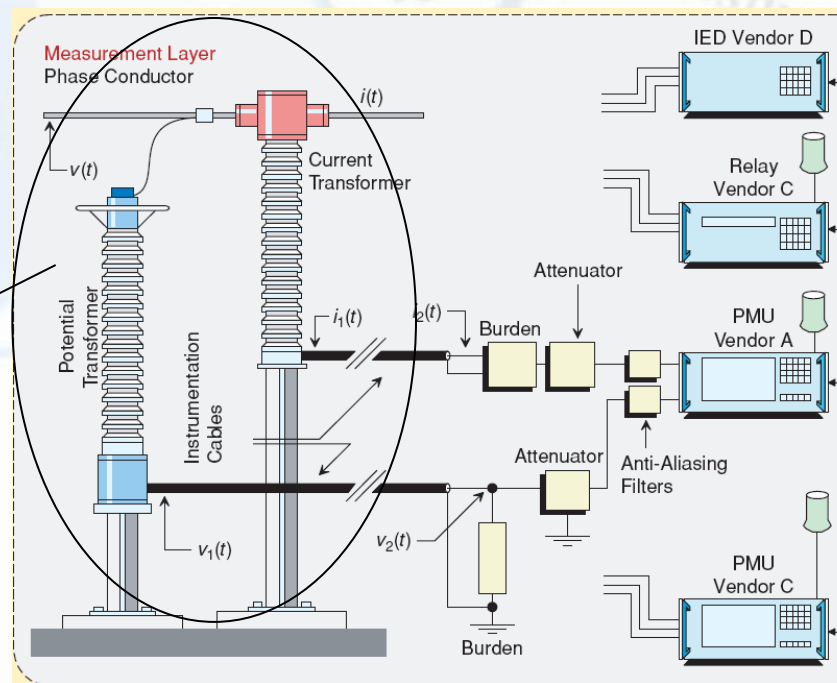 Measurement Layer
Phase Conductor
i(t)
v(t)
Current
Transformer
Potential
Transformer
Instrumentation
Cables
i₁(t)
i₂(t)
v₁(t)
v₂(t)
Burden
Attenuator
Attenuator
Anti-Aliasing
Filters
Burden
IED Vendor D
Relay
Vendor C
PMU
Vendor A
PMU
Vendor C